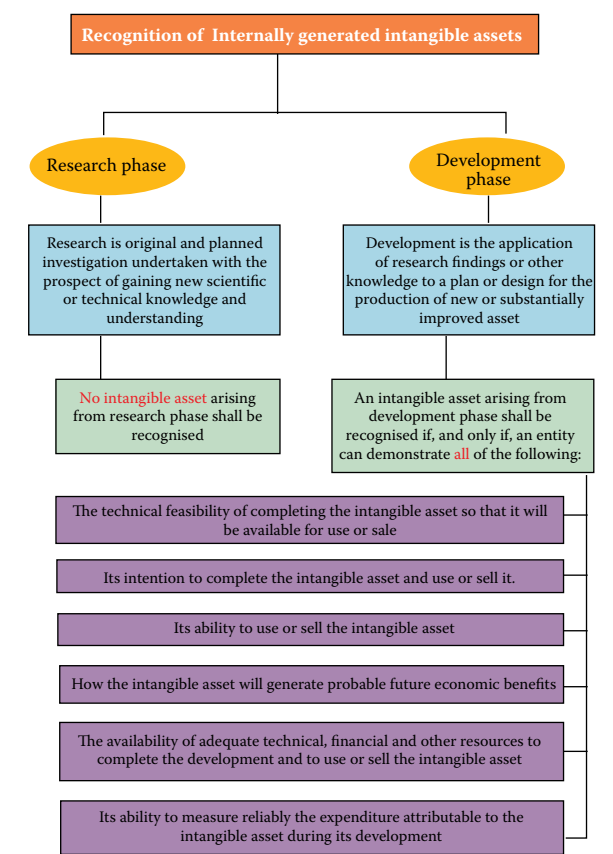 Recognition of Internally generated intangible assets
Research phase
Development
phase
Research is original and planned
investigation undertaken with the
prospect of gaining new scientific
or technical knowledge and
understanding
Development is the application
of research findings or other
knowledge to a plan or design for the
production of new or substantially
improved asset
No intangible asset arising
from research phase shall be
recognised
An intangible asset arising from
development phase shall be
recognised if, and only if, an entity
can demonstrate all of the following:
The technical feasibility of completing the intangible asset so that it will
be available for use or sale
Its intention to complete the intangible asset and use or sell it.
Its ability to use or sell the intangible asset
How the intangible asset will generate probable future economic benefits
The availability of adequate technical, financial and other resources to
complete the development and to use or sell the intangible asset
Its ability to measure reliably the expenditure attributable to the
intangible asset during its development